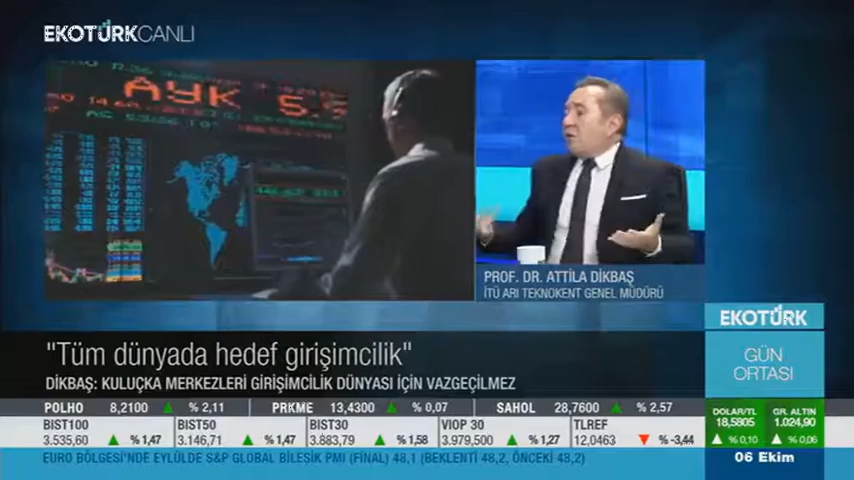 EKOTÜRK CANLI
AYK 5.
PROF. DR. ATTİLA DİKBAŞ
İTÜ ARI TEKNOKENT GENEL MÜDÜRÜ
EKOTÜRK
GÜN
ORTASI
"Tüm dünyada hedef girişimcilik"
DİKBAŞ: KULUÇKA MERKEZLERİ GİRİŞİMCİLİK DÜNYASI İÇİN VAZGEÇİLMEZ
POLHO 8,2100 ▲ % 2,11 PRKME 13,4300 ▲ % 0,07 SAHOL 28,7600 ▲ % 2,57
BIST100 BIST50 BIST30 VIOP 30 TLREF
3.535,60 ▲ % 1,47 3.146,71 ▲ % 1,47 3.883,79 ▲ % 1,58 3.979,500 ▲ % 1,27 12,0463 ▼ % -3,44
DOLAR/TL GR. ALTIN
18,5805 1.024,90
▲ % 0,10 ▲ % 0,06
EURO BÖLGESİ'NDE EYLÜLDE S&P GLOBAL BİLEŞİK PMI (FİNAL) 48,1 (BEKLENTİ 48,2, ÖNCEKİ 48,2)
06 Ekim